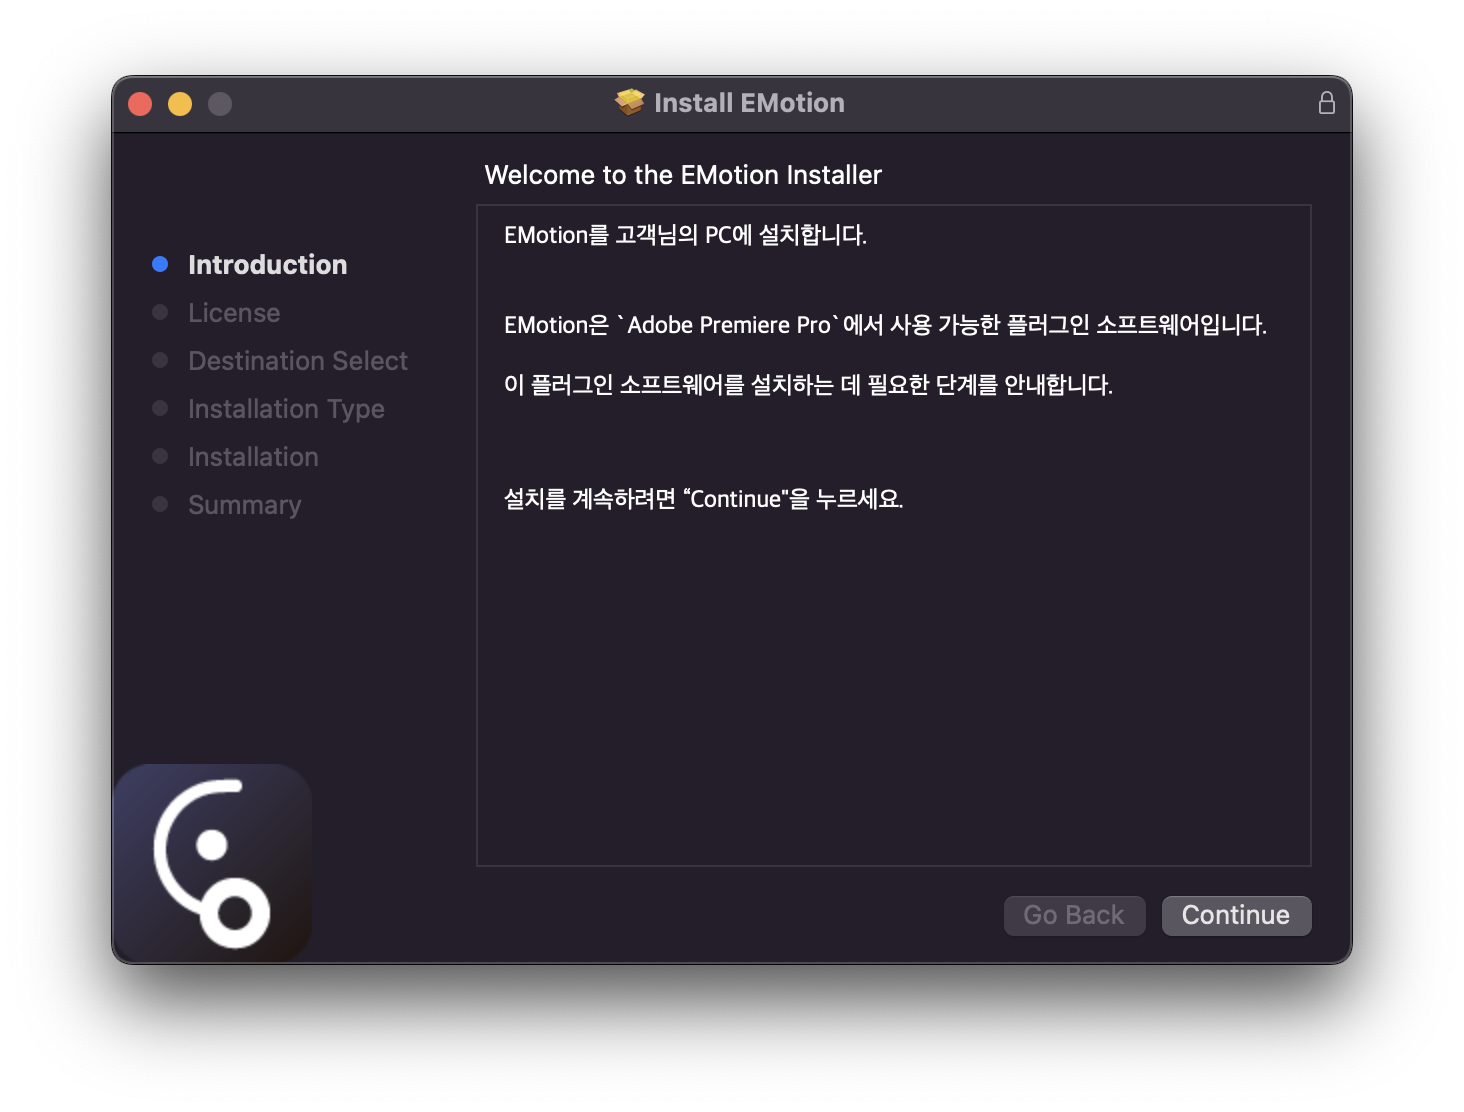 Install EMotion
Welcome to the EMotion Installer
Introduction
License
Destination Select
Installation Type
Installation
Summary
EMotion를 고객님의 PC에 설치합니다.
EMotion은 `Adobe Premiere Pro`에서 사용 가능한 플러그인 소프트웨어입니다.
이 플러그인 소프트웨어를 설치하는 데 필요한 단계를 안내합니다.
설치를 계속하려면 “Continue"을 누르세요.
Go Back
Continue